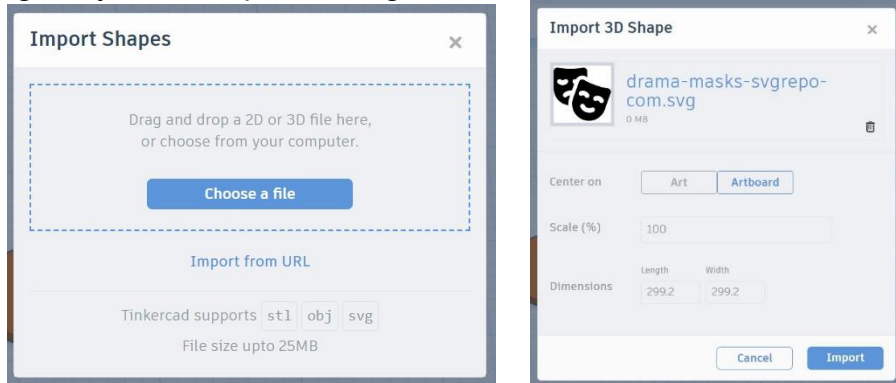 Import Shapes
Drag and drop a 2D or 3D file here,
or choose from your computer.
Choose a file
Import from URL
Tinkercad supports stl obj svg
File size upto 25MB
Import 3D Shape
drama-masks-svgrepo-
com.svg
0 MB
Center on Art Artboard
Scale (%) 100
Length Width
Dimensions 299.2 299.2
Cancel Import